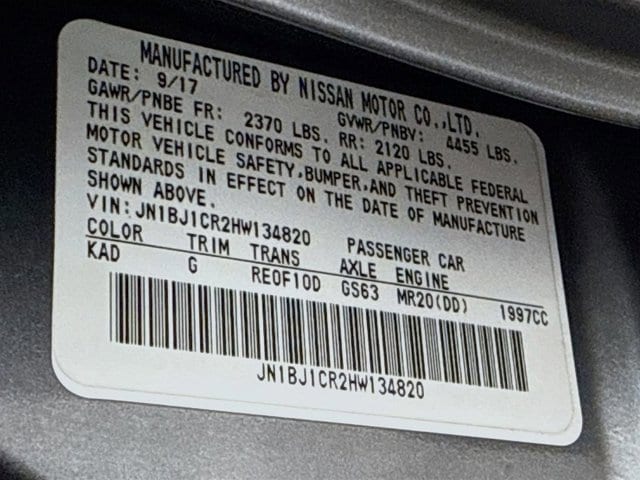 MANUFACTURED BY NISSAN MOTOR CO.,LTD.
DATE: 9/17 GVWR/PNBV: 4455 LBS.
GAWR/PNBE FR: 2370 LBS. RR: 2120 LBS.
THIS VEHICLE CONFORMS TO ALL APPLICABLE FEDERAL
MOTOR VEHICLE SAFETY,BUMPER,AND THEFT PREVENTION
STANDARDS IN EFFECT ON THE DATE OF MANUFACTURE
SHOWN ABOVE.
VIN: JN1BJ1CR2HW134820 PASSENGER CAR
COLOR TRIM TRANS AXLE ENGINE
KAD G RE0F10D GS63 MR20(DD) 1997CC
JN1BJ1CR2HW134820